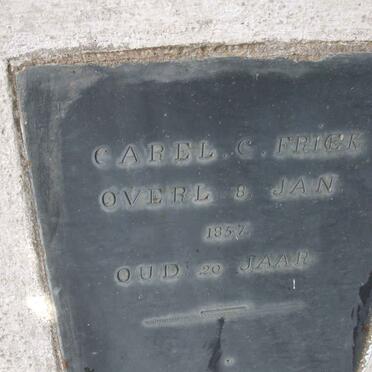 CAREL. C. FRICK
OVERL. 8. JAN.
1857.
OUD 20 JAAR